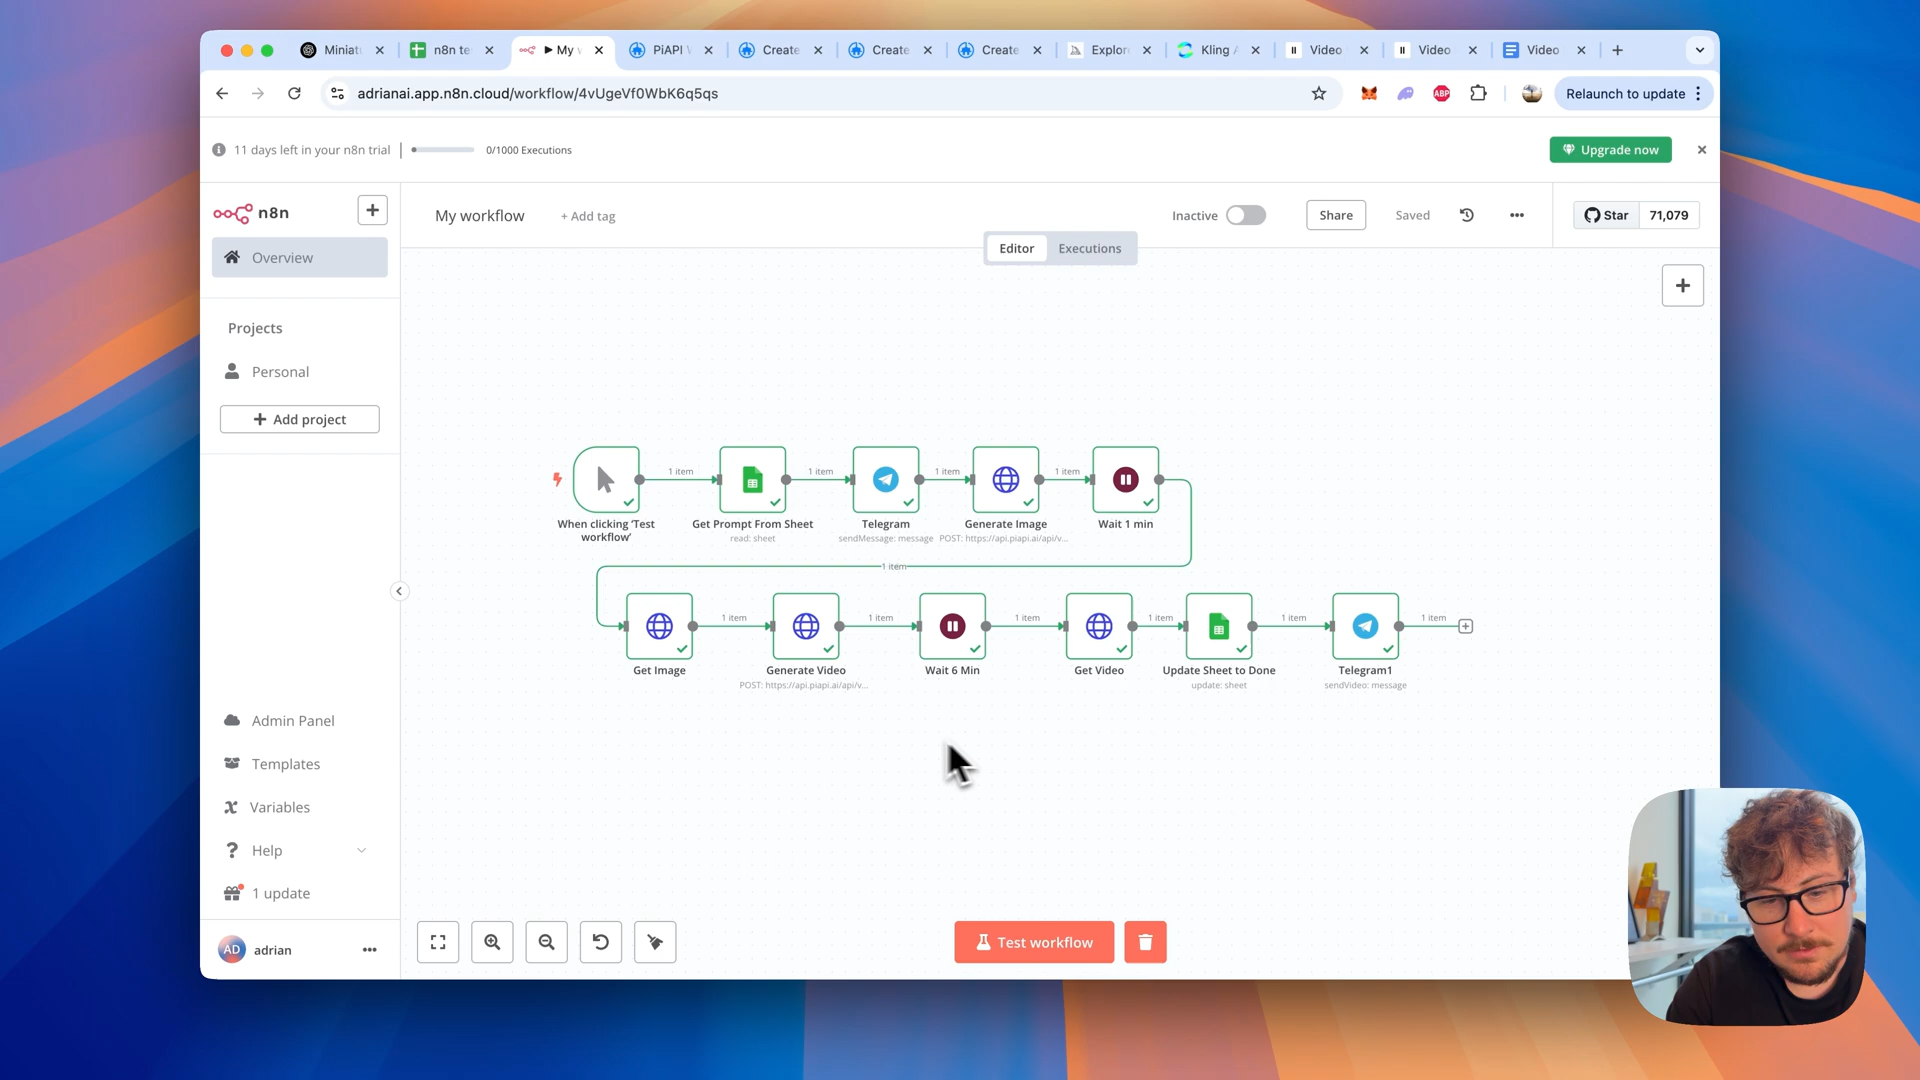 Miniat
n8n te
My
PiAPI
Create
Create
Create
Explor
Kling
Video
Video
Video
adrianai.app.n8n.cloud/workflow/4vUgeVf0WbK6q5qs
ABP
Relaunch to update
11 days left in your n8n trial
0/1000 Executions
Upgrade now
n8n
My workflow
+ Add tag
Inactive
Share
Saved
Star
71,079
Editor
Executions
Overview
Projects
Personal
Add project
1 item
1 item
1 item
1 item
When clicking ‘Test
workflow’
Get Prompt From Sheet
read: sheet
Telegram
sendMessage: message
Generate Image
POST: https://api.piapi.ai/api/v...
Wait 1 min
1 item
1 item
1 item
1 item
1 item
1 item
1 item
Get Image
Generate Video
POST: https://api.piapi.ai/api/v...
Wait 6 Min
Get Video
Update Sheet to Done
update: sheet
Telegram1
sendVideo: message
Admin Panel
Templates
Variables
Help
1 update
AD
adrian
Test workflow